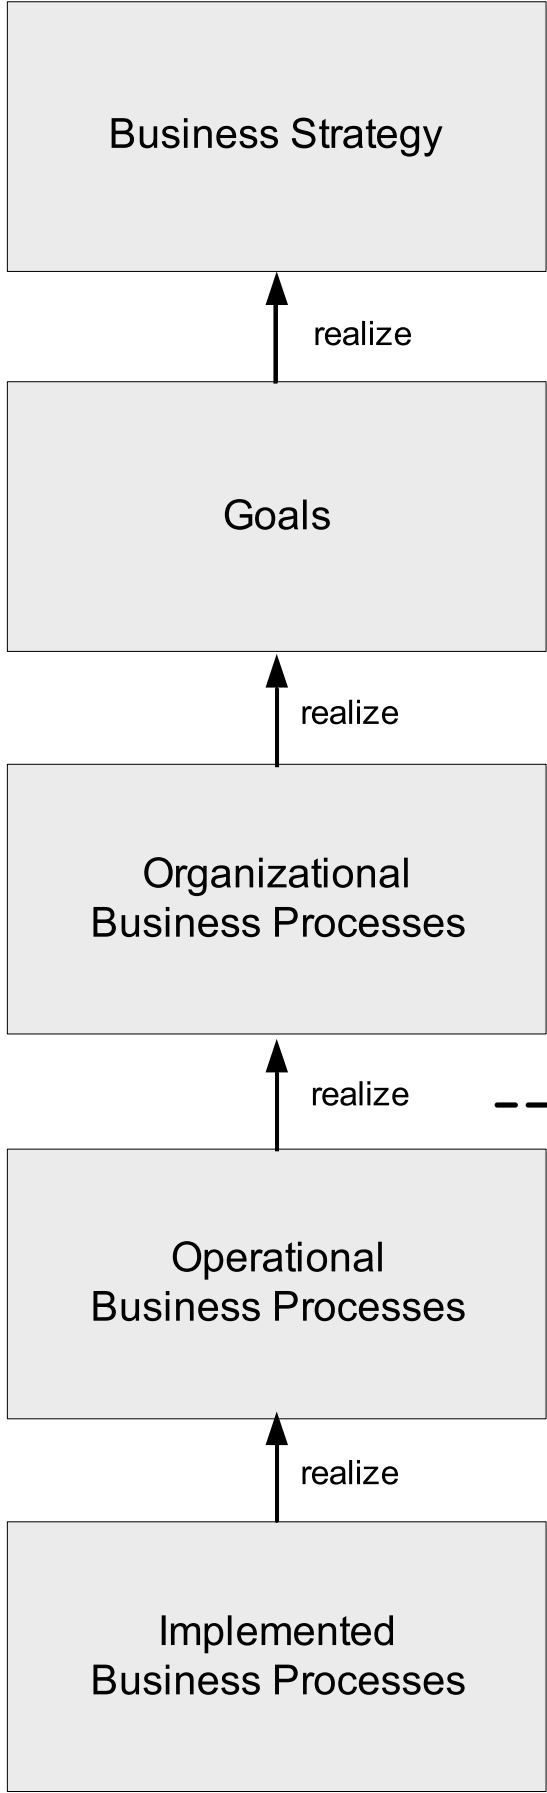 Business Strategy
realize
Goals
realize
Organizational
Business Processes
realize
Operational
Business Processes
realize
Implemented
Business Processes